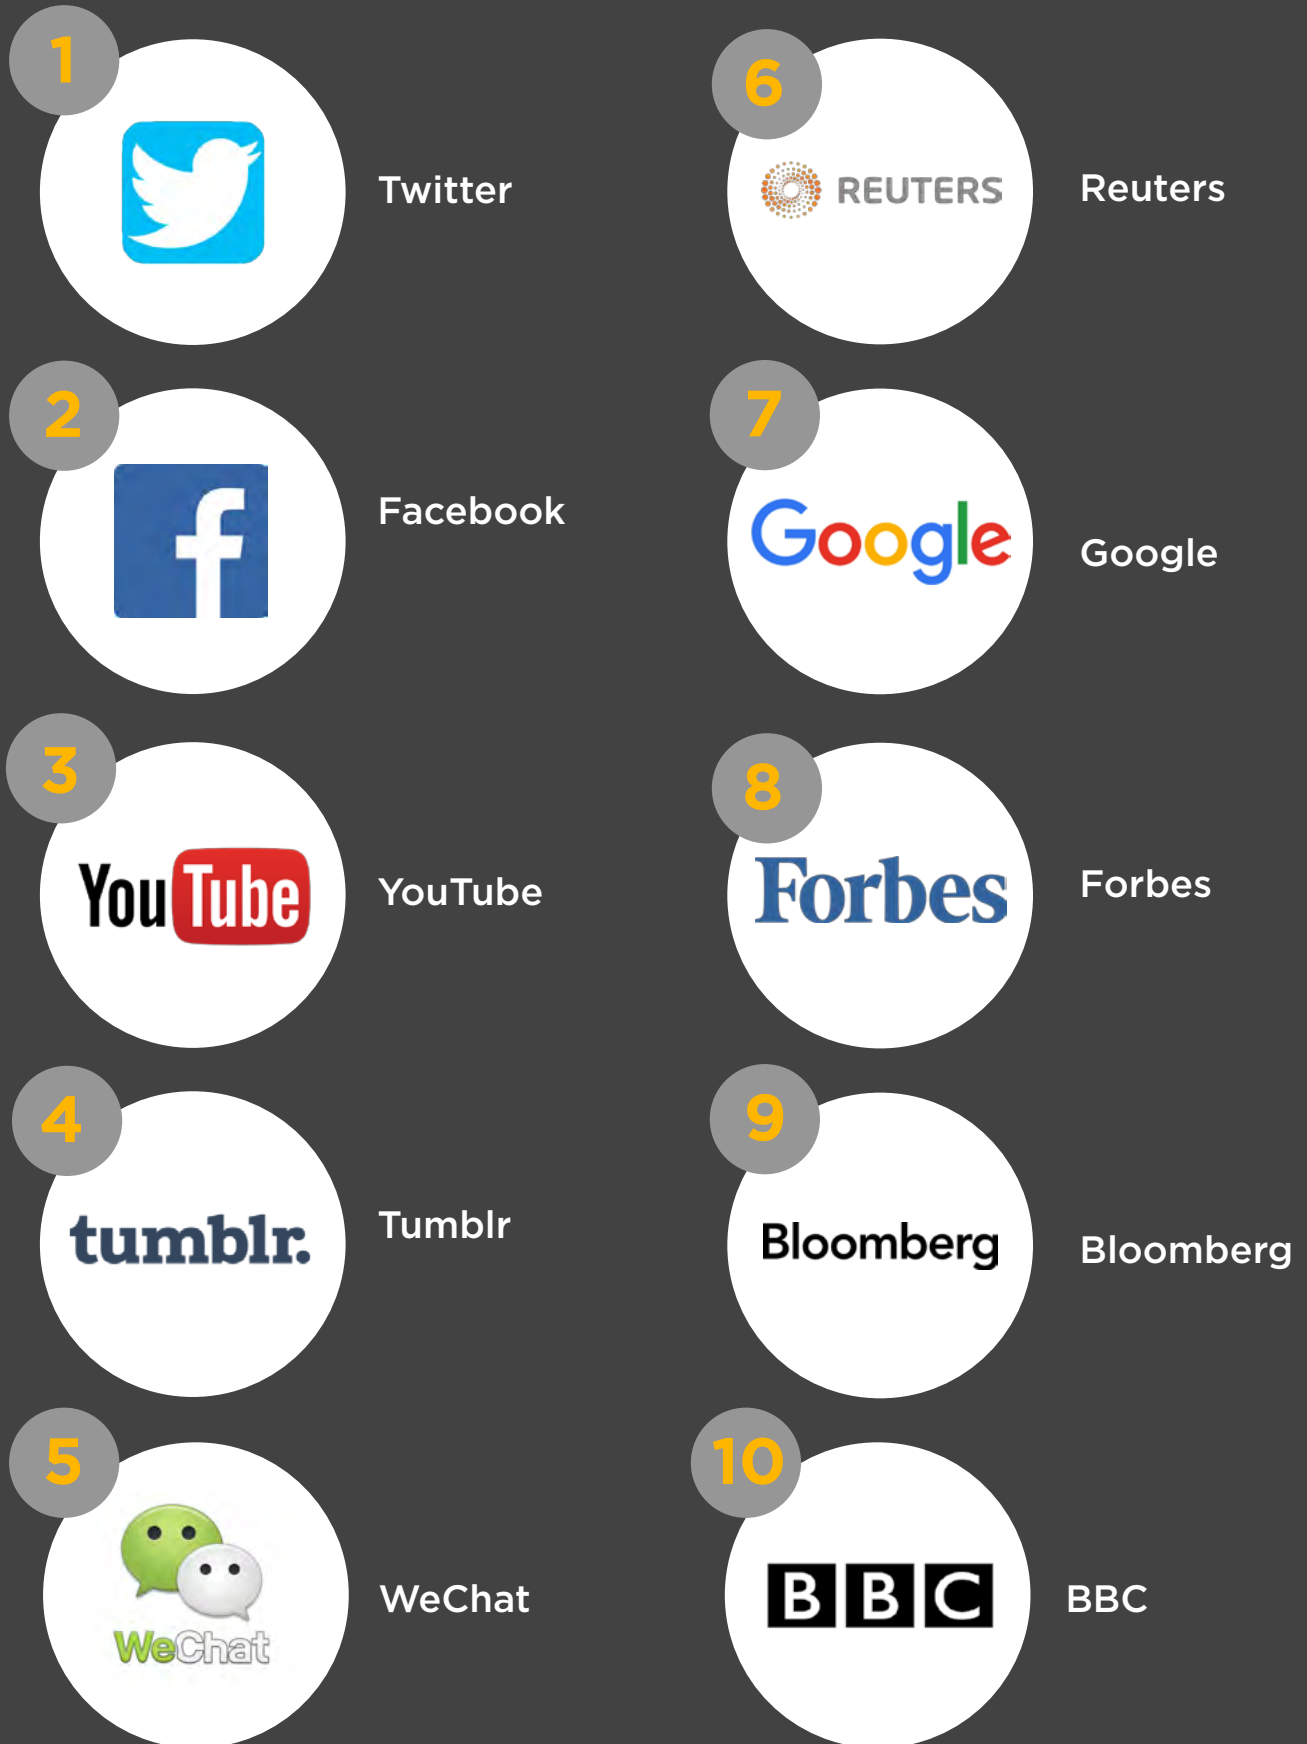 1
Twitter
2
f
Facebook
3
YouTube
YouTube
4
tumblr.
Tumblr
5
WeChat
WeChat
6
REUTERS
Reuters
7
Google
Google
8
Forbes
Forbes
9
Bloomberg
Bloomberg
10
BBC
BBC